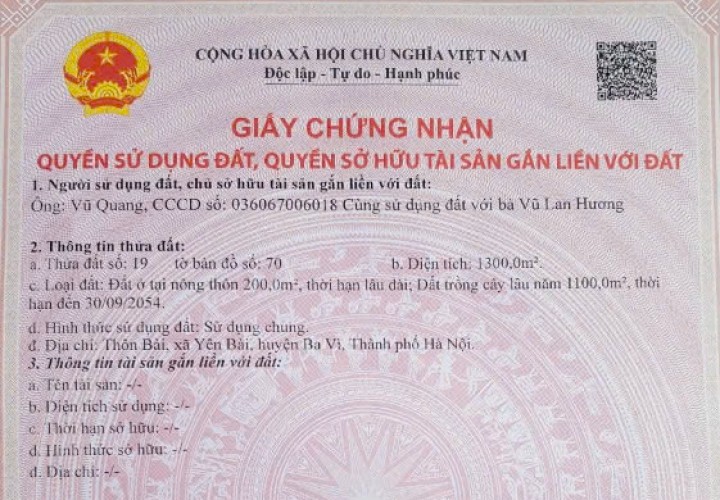 CỘNG HÒA XÃ HỘI CHỦ NGHĨA VIỆT NAM
Độc lập - Tự do - Hạnh phúc
GIẤY CHỨNG NHẬN
QUYỀN SỬ DỤNG ĐẤT, QUYỀN SỞ HỮU TÀI SẢN GẮN LIỀN VỚI ĐẤT
1. Người sử dụng đất, chủ sở hữu tài sản gắn liền với đất:
Ông: Vũ Quang, CCCD số: 036067006018 Cùng sử dụng đất với bà Vũ Lan Hương
2. Thông tin thửa đất:
a. Thửa đất số: 19 tờ bản đồ số: 70 b. Diện tích: 1300,0m².
c. Loại đất: Đất ở tại nông thôn 200,0m², thời hạn lâu dài; Đất trồng cây lâu năm 1100,0m², thời
hạn đến 30/09/2054.
d. Hình thức sử dụng đất: Sử dụng chung.
đ. Địa chỉ: Thôn Bài, xã Yên Bài, huyện Ba Vì, Thành phố Hà Nội.
3. Thông tin tài sản gắn liền với đất:
a. Tên tài sản: -/-
b. Diện tích sử dụng: -/-
c. Thời hạn sở hữu: -/-
d. Hình thức sở hữu: -/-
đ. Địa chỉ: -/-